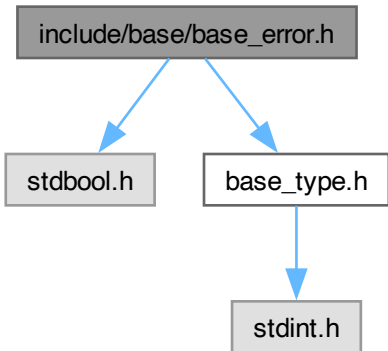 include/base/base_error.h
stdbool.h
base_type.h
stdint.h